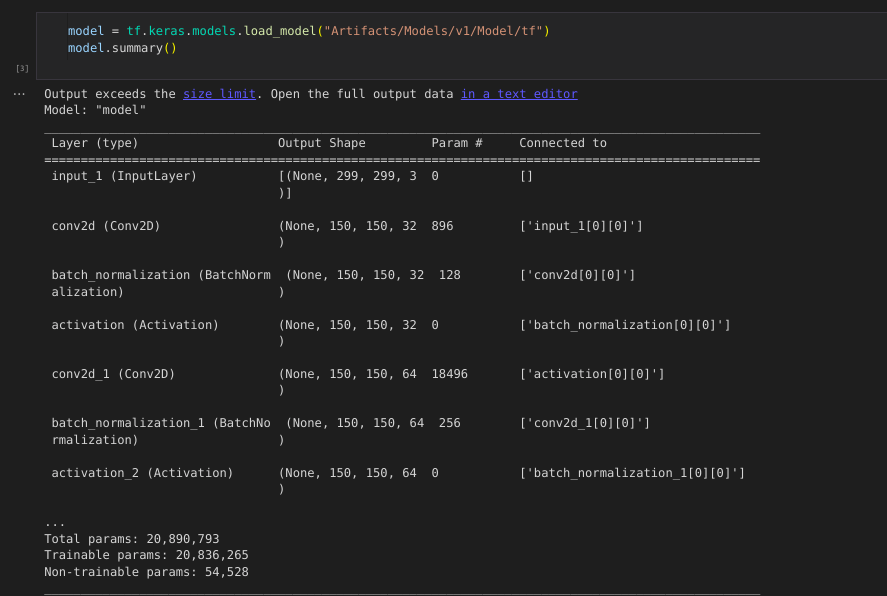 model = tf.keras.models.load_model("Artifacts/Models/v1/Model/tf")
model.summary()
[3]
... Output exceeds the size limit. Open the full output data in a text editor
Model: "model"
__________________________________________________________________________________________________
Layer (type) Output Shape Param # Connected to
==================================================================================================
input_1 (InputLayer) [(None, 299, 299, 3 0 []
)]
conv2d (Conv2D) (None, 150, 150, 32 896 ['input_1[0][0]']
)
batch_normalization (BatchNorm (None, 150, 150, 32 128 ['conv2d[0][0]']
alization) )
activation (Activation) (None, 150, 150, 32 0 ['batch_normalization[0][0]']
)
conv2d_1 (Conv2D) (None, 150, 150, 64 18496 ['activation[0][0]']
)
batch_normalization_1 (BatchNo (None, 150, 150, 64 256 ['conv2d_1[0][0]']
rmalization) )
activation_2 (Activation) (None, 150, 150, 64 0 ['batch_normalization_1[0][0]']
)
...
Total params: 20,890,793
Trainable params: 20,836,265
Non-trainable params: 54,528
__________________________________________________________________________________________________